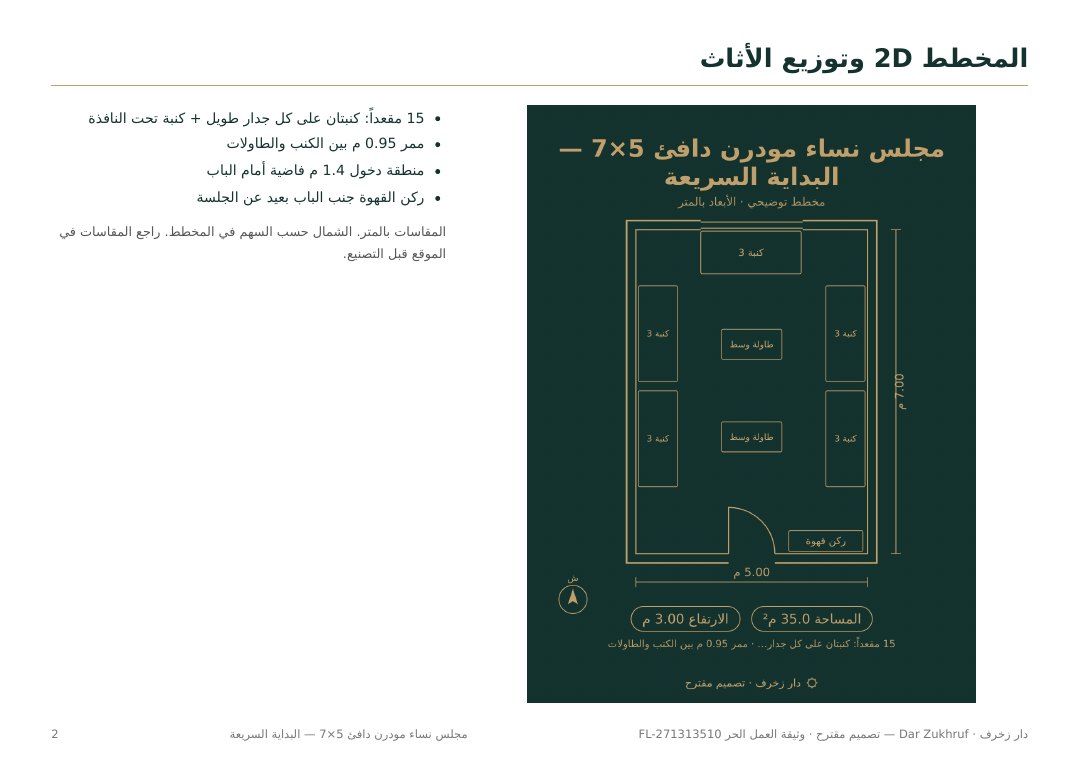 المخطط 2D وتوزيع الأثاث
مجلس نساء مودرن دافئ 5×7 —
البداية السريعة
مخطط توضيحي · الأبعاد بالمتر
كنبة 3
كنبة 3
كنبة 3
طاولة وسط
كنبة 3
كنبة 3
طاولة وسط
ركن قهوة
7.00 م
5.00 م
ش
المساحة 35.0 م²
الارتفاع 3.00 م
15 مقعداً: كنبتان على كل جدار… · ممر 0.95 م بين الكنب والطاولات
دار زخرف · تصميم مقترح
• 15 مقعداً: كنبتان على كل جدار طويل + كنبة تحت النافذة
• ممر 0.95 م بين الكنب والطاولات
• منطقة دخول 1.4 م فاضية أمام الباب
• ركن القهوة جنب الباب بعيد عن الجلسة
المقاسات بالمتر. الشمال حسب السهم في المخطط. راجع المقاسات في
الموقع قبل التصنيع.
دار زخرف · Dar Zukhruf — تصميم مقترح · وثيقة العمل الحر FL-271313510
مجلس نساء مودرن دافئ 5×7 — البداية السريعة
2